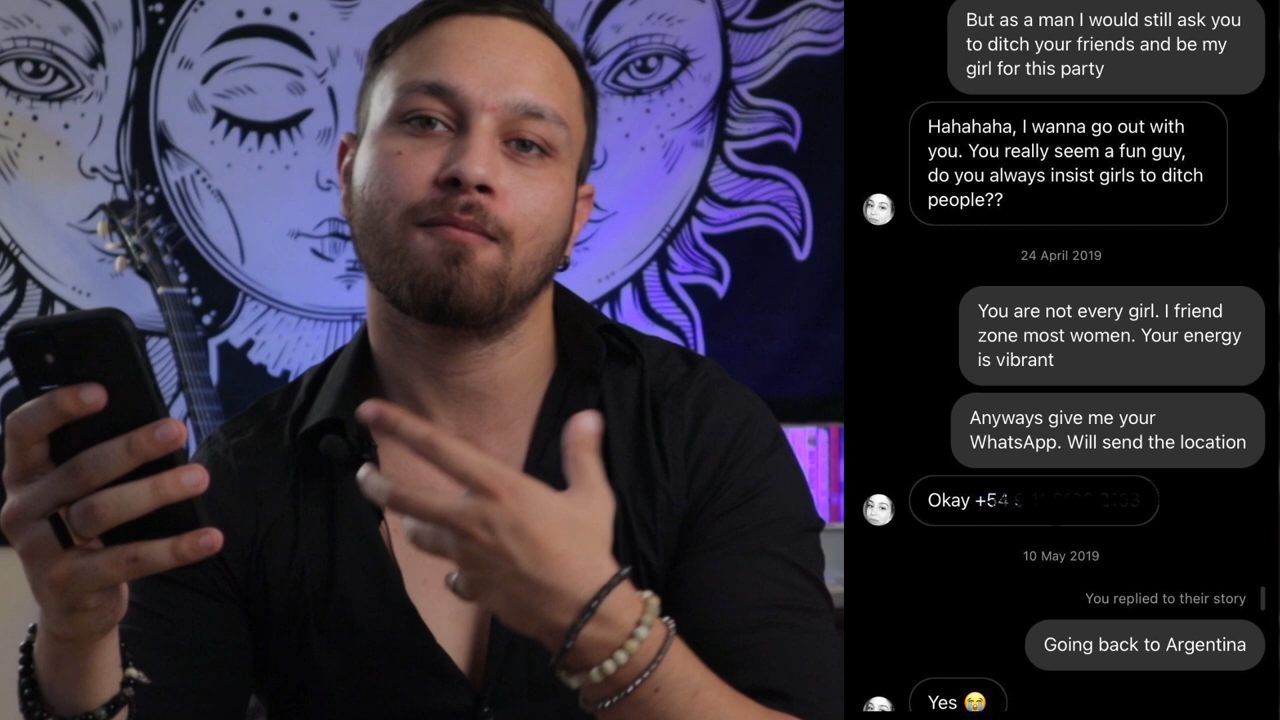 But as a man I would still ask you
to ditch your friends and be my
girl for this party
Hahahaha, I wanna go out with
you. You really seem a fun guy,
do you always insist girls to ditch
people??
24 April 2019
You are not every girl. I friend
zone most women. Your energy
is vibrant
Anyways give me your
WhatsApp. Will send the location
Okay +54
10 May 2019
You replied to their story
Going back to Argentina
Yes 😭